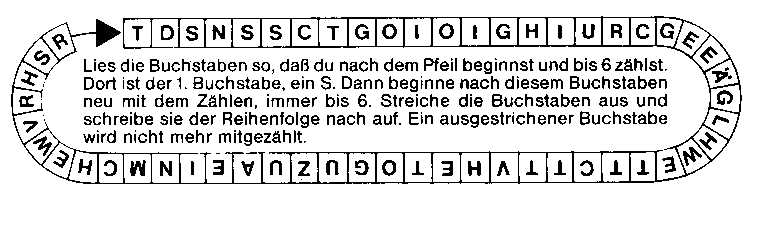 TDSNSSCTGOIOIGHIURCGEEÄGLHWETTCTTVHETOGUZUAEINMCHEWVRHSR
Lies die Buchstaben so, daß du nach dem Pfeil beginnst und bis 6 zählst.
Dort ist der 1. Buchstabe, ein S. Dann beginne nach diesem Buchstaben
neu mit dem Zählen, immer bis 6. Streiche die Buchstaben aus und
schreibe sie der Reihenfolge nach auf. Ein ausgestrichener Buchstabe
wird nicht mehr mitgezählt.